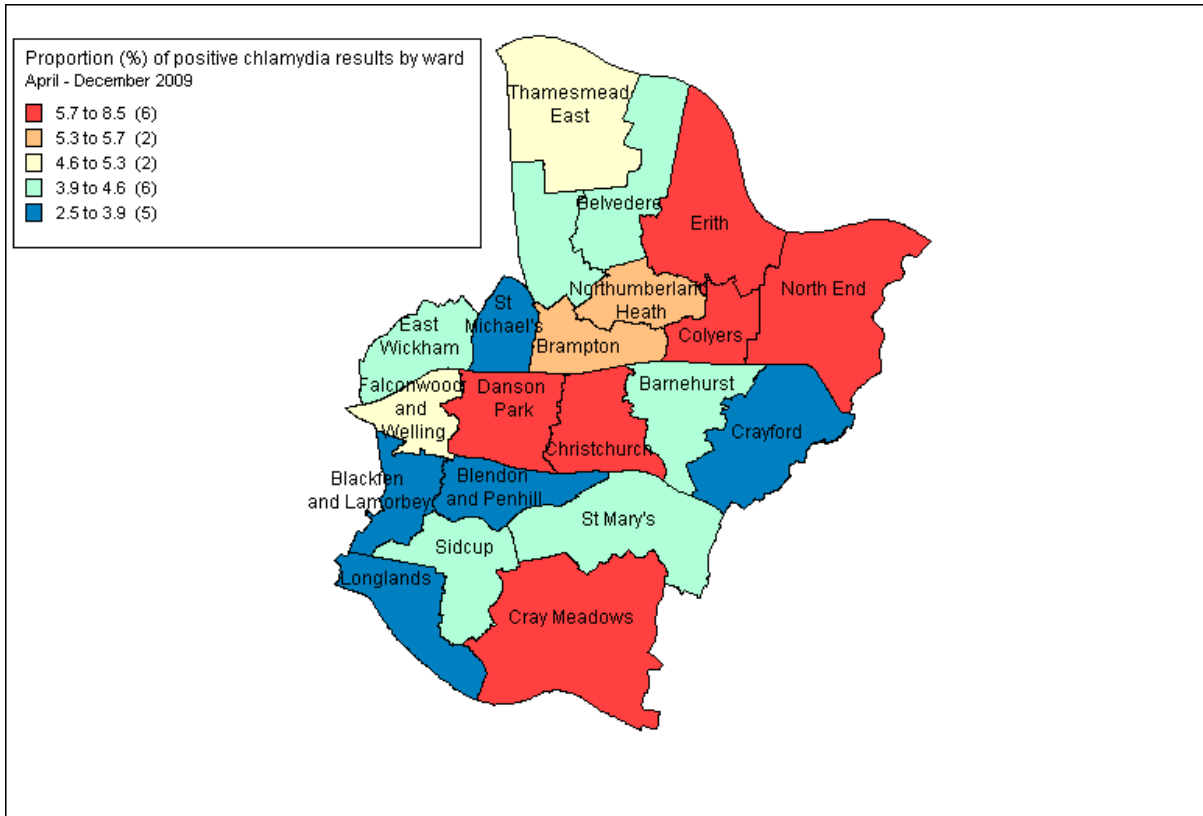 Proportion (%) of positive chlamydia results by ward
April - December 2009
5.7 to 8.5 (6)
5.3 to 5.7 (2)
4.6 to 5.3 (2)
3.9 to 4.6 (6)
2.5 to 3.9 (5)
Thamesmead
East
Belvedere
Erith
North End
Northumberland
Heath
St
Michael's
East
Wickham
Brampton
Colyers
Falconwood
and
Welling
Danson
Park
Barnehurst
Christchurch
Crayford
Blackfen
and Lamorbey
Blendon
and Penhill
St Mary's
Sidcup
Longlands
Cray Meadows